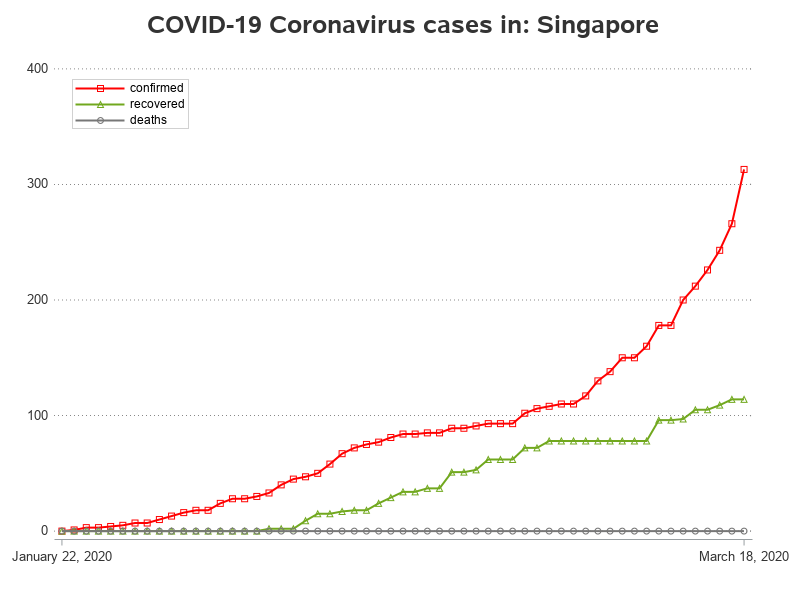 COVID-19 Coronavirus cases in: Singapore
400
confirmed
recovered
deaths
300
200
100
0
January 22, 2020
March 18, 2020